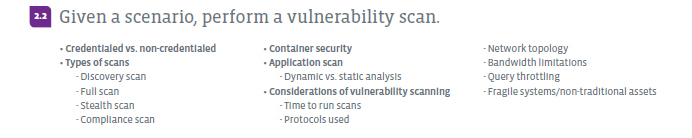 2.2 Given a scenario, perform a vulnerability scan.
• Credentialed vs. non-credentialed
• Types of scans
- Discovery scan
- Full scan
- Stealth scan
- Compliance scan
• Container security
• Application scan
- Dynamic vs. static analysis
• Considerations of vulnerability scanning
- Time to run scans
- Protocols used
- Network topology
- Bandwidth limitations
- Query throttling
- Fragile systems/non-traditional assets